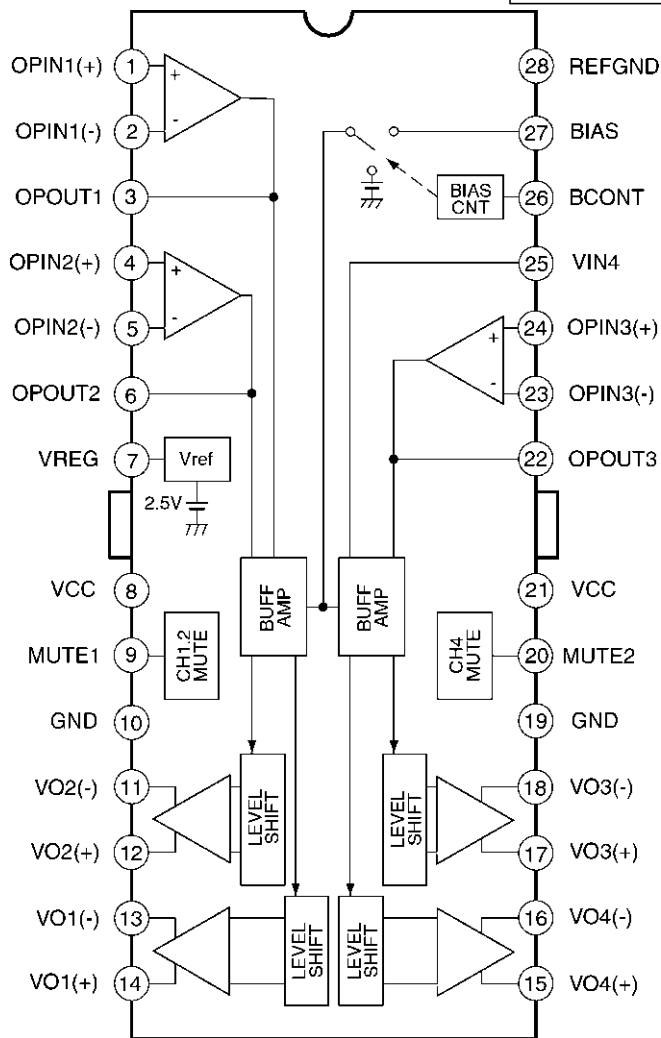 OPIN1(+) 1
+
28 REFGND
OPIN1(-) 2
-
27 BIAS
OPOUT1 3
BIAS
CNT
26 BCONT
OPIN2(+) 4
+
25 VIN4
OPIN2(-) 5
-
+
24 OPIN3(+)
OPOUT2 6
-
23 OPIN3(-)
VREG 7 Vref
22 OPOUT3
2.5V
VCC 8
BUFF
AMP
BUFF
AMP
21 VCC
MUTE1 9
CH1.2
MUTE
CH4
MUTE
20 MUTE2
GND 10
19 GND
VO2(-) 11
LEVEL
SHIFT
LEVEL
SHIFT
18 VO3(-)
VO2(+) 12
17 VO3(+)
VO1(-) 13
LEVEL
SHIFT
LEVEL
SHIFT
16 VO4(-)
VO1(+) 14
15 VO4(+)